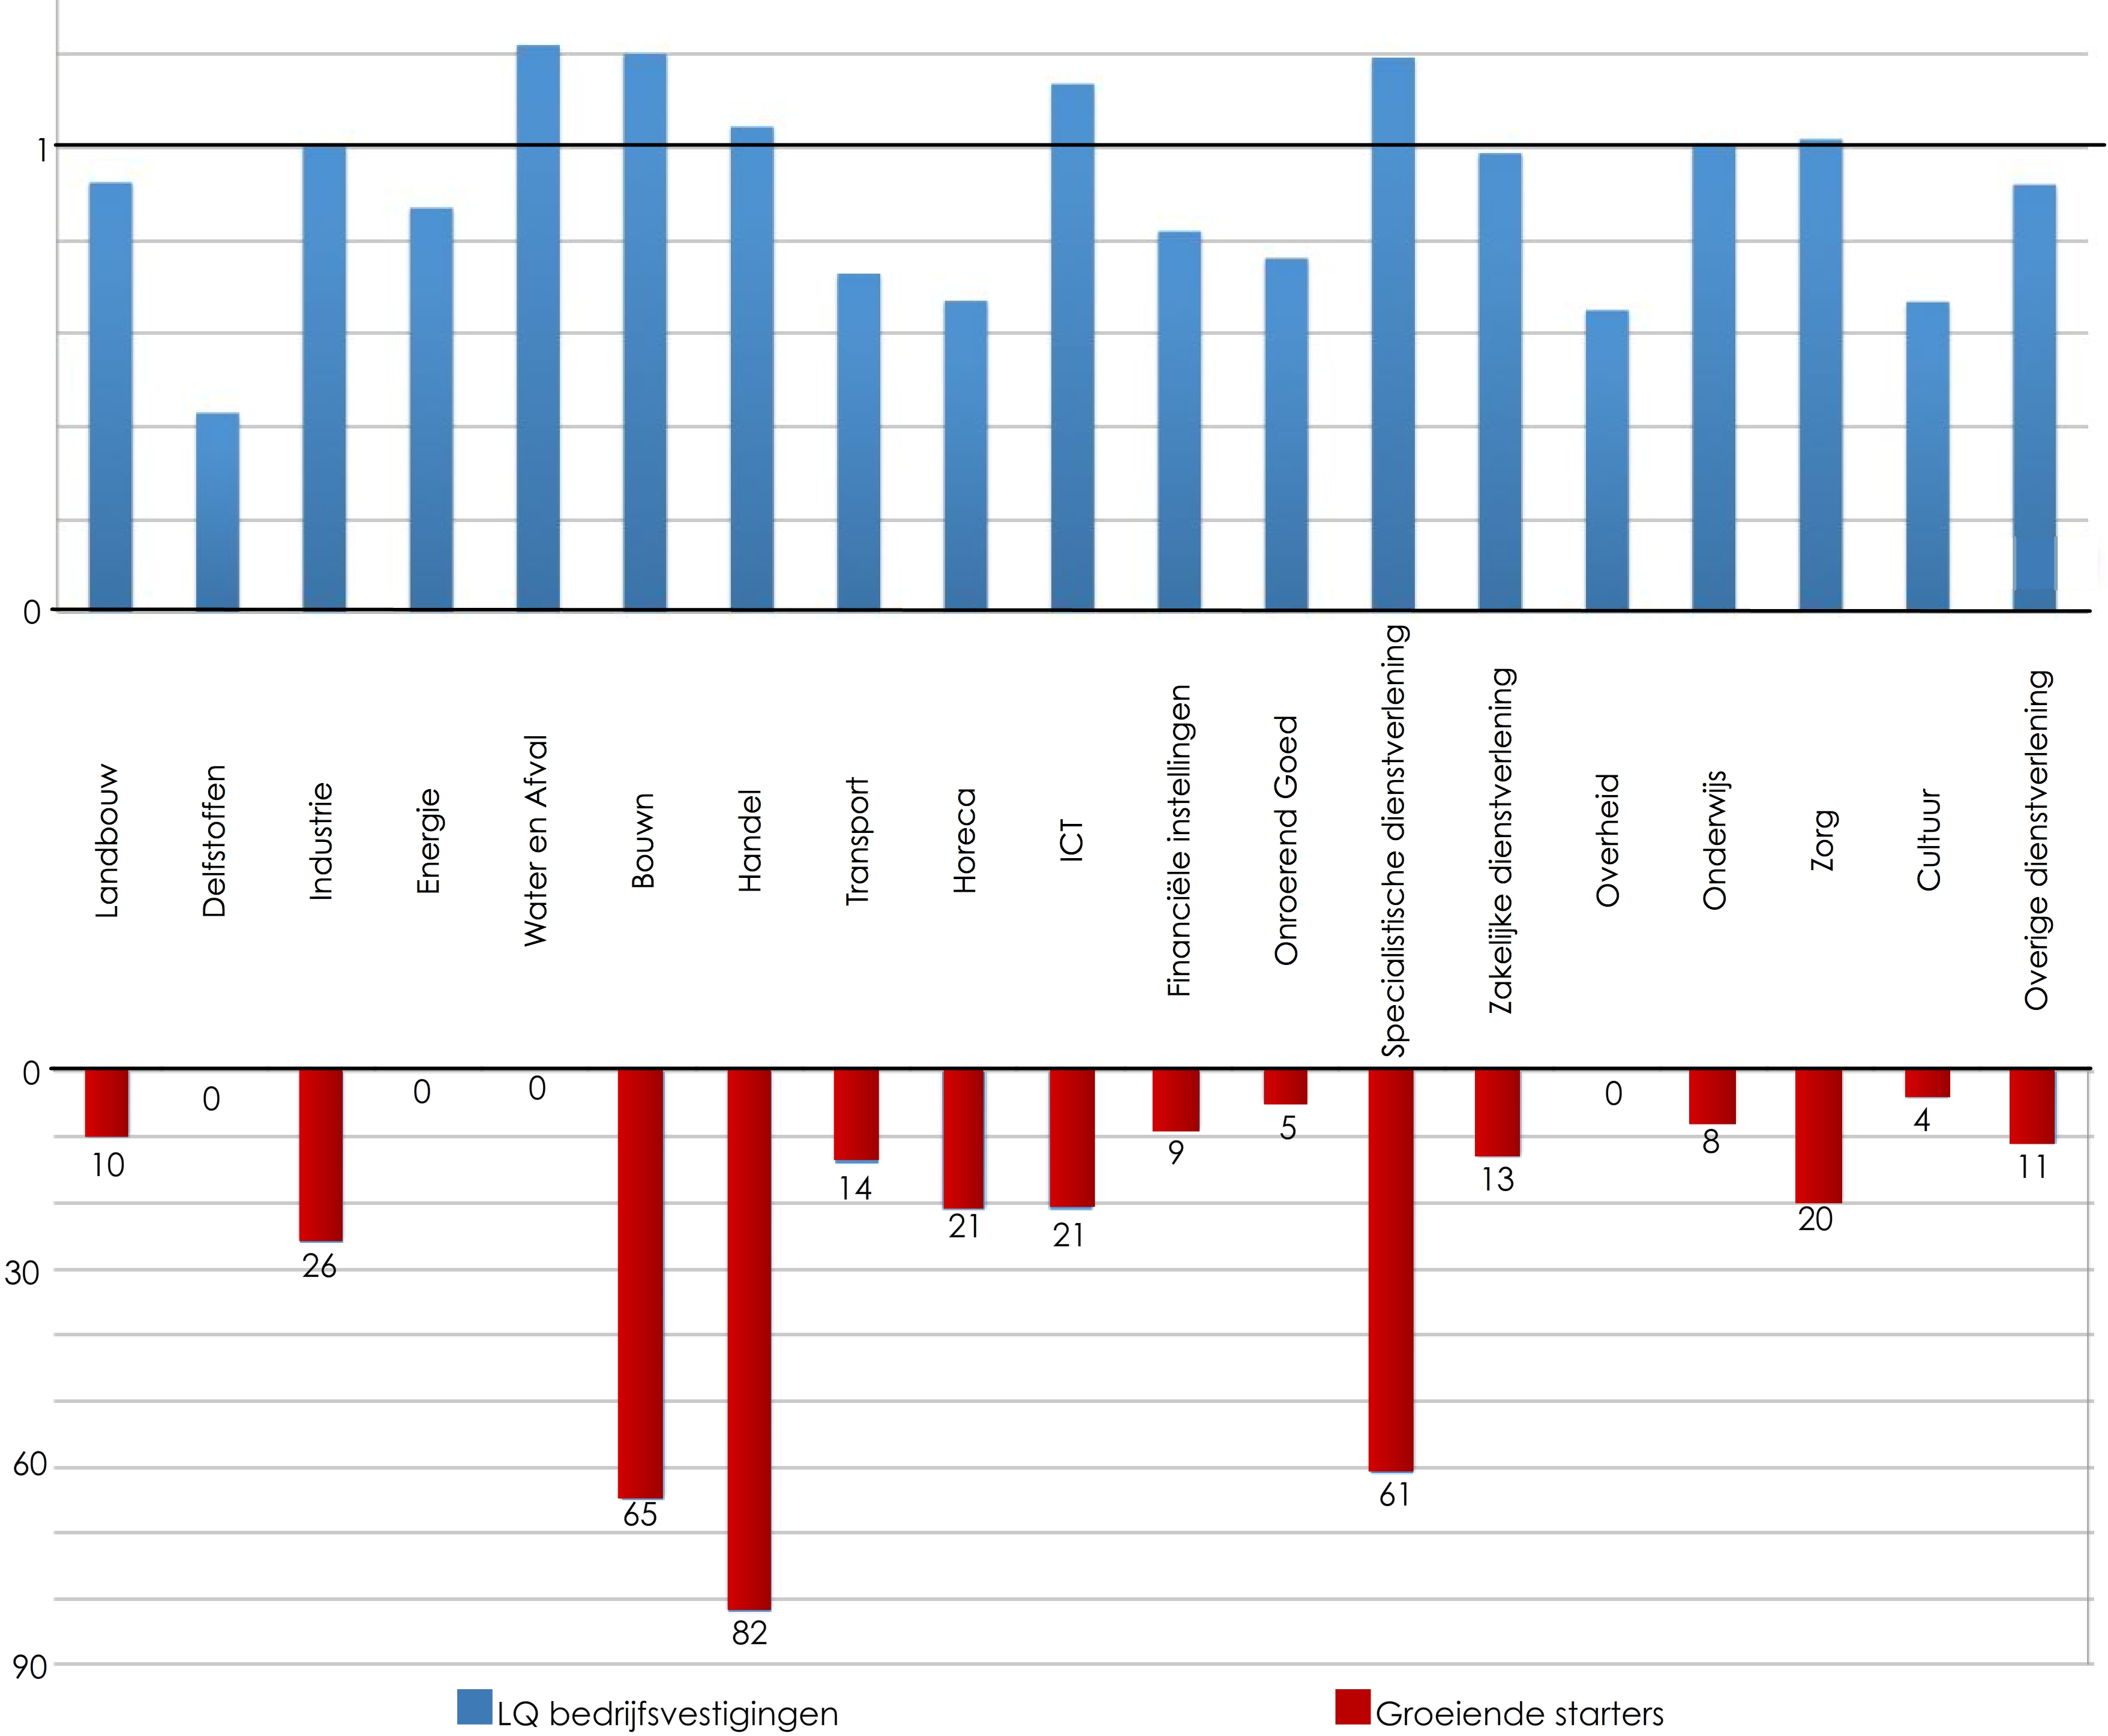 1
0
Landbouw
Delfstoffen
Industrie
Energie
Water en Afval
Bouwn
Handel
Transport
Horeca
ICT
Financiële instellingen
Onroerend Goed
Specialistische dienstverlening
Zakelijke dienstverlening
Overheid
Onderwijs
Zorg
Cultuur
Overige dienstverlening
0
30
60
90
10
0
26
0
0
65
82
14
21
21
9
5
61
13
0
8
20
4
11
LQ bedrijfsvestigingen
Groeiende starters